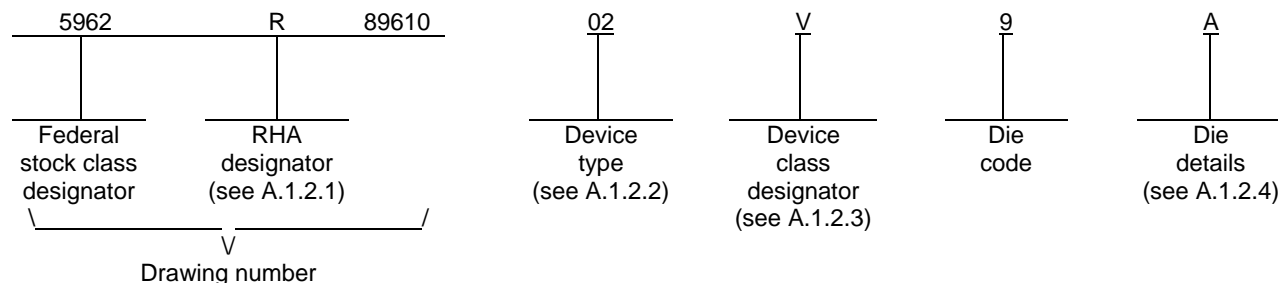 5962 R 89610 02 V 9 A
Federal RHA Device Device Die Die
stock class designator type class code details
designator (see A.1.2.1) (see A.1.2.2) designator (see A.1.2.4)
(see A.1.2.3)
Drawing number